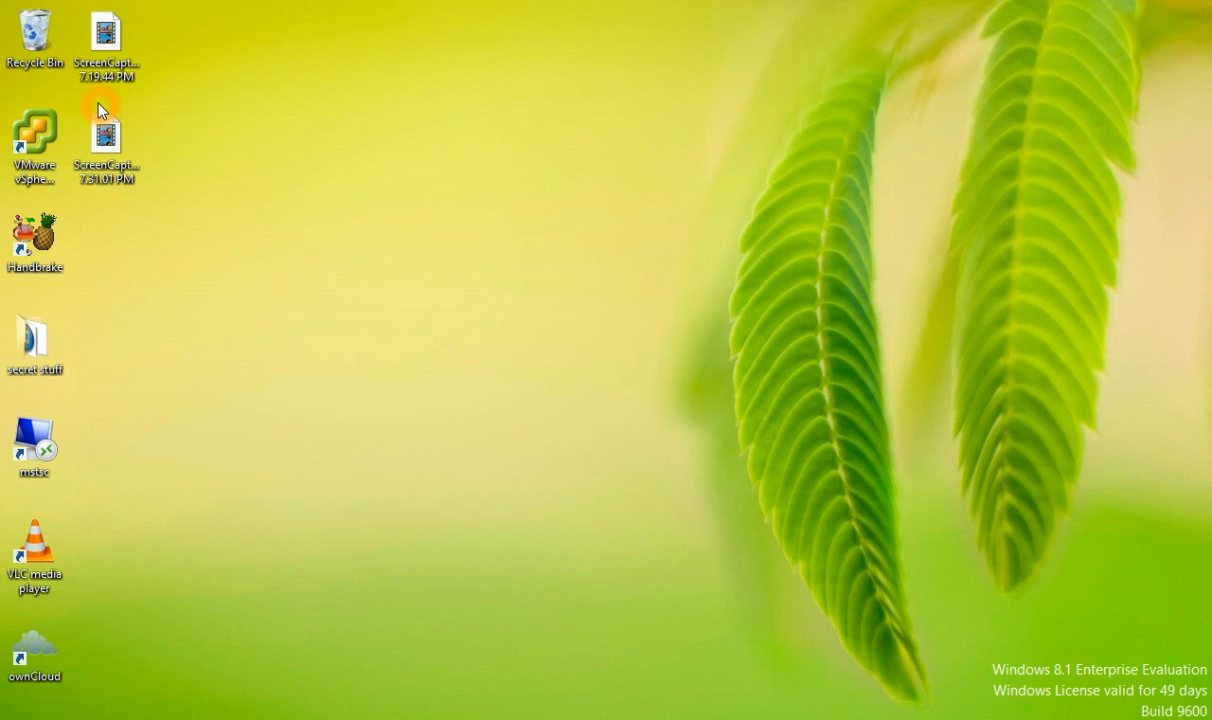 Recycle Bin
ScreenCapt...
7.19.44 PM
VMware
vSphe...
ScreenCapt...
7.31.01 PM
Handbrake
secret stuff
mstsc
VLC media
player
ownCloud
Windows 8.1 Enterprise Evaluation
Windows License valid for 49 days
Build 9600